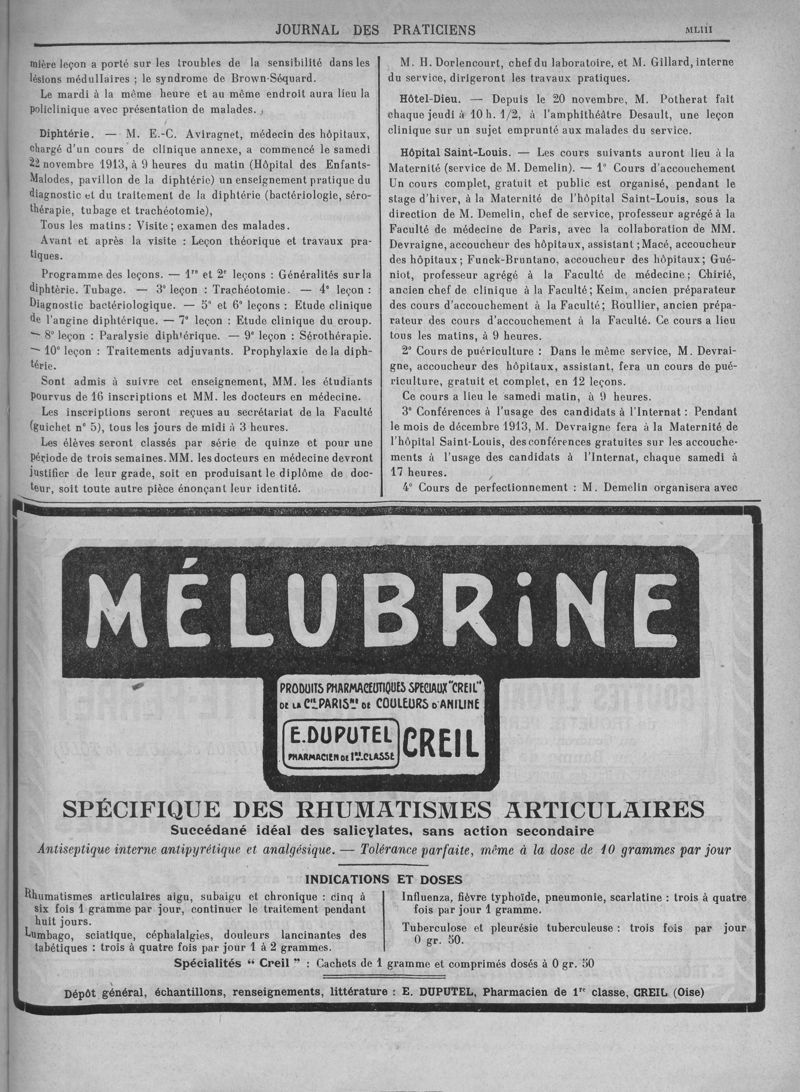 JOURNAL DES PRATICIENS
MLIII
mière leçon a porté sur les troubles de la sensibilité dans les
lésions médullaires ; le syndrome de Brown-Séquard.
Le mardi à la même heure et au même endroit aura lieu la
policlinique avec présentation de malades.
Diphtérie. — M. E.-C. Aviragnet, médecin des hôpitaux,
chargé d'un cours de clinique annexe, a commencé le samedi
22 novembre 1913, à 9 heures du matin (Hôpital des Enfants-
Malodes, pavillon de la diphtérie) un enseignement pratique du
diagnostic et du traitement de la diphtérie (bactériologie, séro-
thérapie, tubage et trachéotomie),
Tous les matins : Visite ; examen des malades.
Avant et après la visite : Leçon théorique et travaux pra-
tiques.
Programme des leçons. — 1re et 2e leçons : Généralités sur la
diphtérie. Tubage. — 3e leçon : Trachéotomie. — 4e leçon :
Diagnostic bactériologique. — 5e et 6e leçons : Etude clinique
de l'angine diphtérique. — 7e leçon : Etude clinique du croup.
— 8e leçon : Paralysie diphtérique. — 9e leçon : Sérothérapie.
— 10e leçon : Traitements adjuvants. Prophylaxie de la diph-
térie.
Sont admis à suivre cet enseignement, MM. les étudiants
pourvus de 16 inscriptions et MM. les docteurs en médecine.
Les inscriptions seront reçues au secrétariat de la Faculté
(guichet n° 5), tous les jours de midi à 3 heures.
Les élèves seront classés par série de quinze et pour une
période de trois semaines. MM. les docteurs en médecine devront
justifier de leur grade, soit en produisant le diplôme de doc-
teur, soit toute autre pièce énonçant leur identité.
M. H. Dorlencourt, chef du laboratoire, et M. Gillard, interne
du service, dirigeront les travaux pratiques.
Hôtel-Dieu. — Depuis le 20 novembre, M. Potherat fait
chaque jeudi à 10 h. 1/2, à l'amphithéâtre Desault, une leçon
clinique sur un sujet emprunté aux malades du service.
Hôpital Saint-Louis. — Les cours suivants auront lieu à la
Maternité (service de M. Demelin). — 1° Cours d'accouchement
Un cours complet, gratuit et public est organisé, pendant le
stage d'hiver, à la Maternité de l'hôpital Saint-Louis, sous la
direction de M. Demelin, chef de service, professeur agrégé à la
Faculté de médecine de Paris, avec la collaboration de MM.
Devraigne, accoucheur des hôpitaux, assistant ; Macé, accoucheur
des hôpitaux ; Funck-Bruntano, accoucheur des hôpitaux ; Gué-
niot, professeur agrégé à la Faculté de médecine ; Chirié,
ancien chef de clinique à la Faculté ; Keim, ancien préparateur
des cours d'accouchement à la Faculté ; Roullier, ancien prépa-
rateur des cours d'accouchement à la Faculté. Ce cours a lieu
tous les matins, à 9 heures.
2° Cours de puériculture : Dans le même service, M. Devrai-
gne, accoucheur des hôpitaux, assistant, fera un cours de pué-
riculture, gratuit et complet, en 12 leçons.
Ce cours a lieu le samedi matin, à 9 heures.
3° Conférences à l'usage des candidats à l'Internat : Pendant
le mois de décembre 1913, M. Devraigne fera à la Maternité de
l'hôpital Saint-Louis, des conférences gratuites sur les accouche-
ments à l'usage des candidats à l'Internat, chaque samedi à
17 heures.
4° Cours de perfectionnement : M. Demelin organisera avec
MÉLUBRiNE
PRODUITS PHARMACEUTIQUES SPECIAUX "CREIL"
DE LA Cie PARISne DE COULEURS D'ANILINE
E. DUPUTEL
PHARMACIEN DE 1ère CLASSE
CREIL
SPÉCIFIQUE DES RHUMATISMES ARTICULAIRES
Succédané idéal des salicylates, sans action secondaire
Antiseptique interne antipyrétique et analgésique. — Tolérance parfaite, même à la dose de 10 grammes par jour
INDICATIONS ET DOSES
Rhumatismes articulaires aigu, subaigu et chronique : cinq à
six fois 1 gramme par jour, continuer le traitement pendant
huit jours.
Lumbago, sciatique, céphalalgies, douleurs lancinantes des
tabétiques : trois à quatre fois par jour 1 à 2 grammes.
Influenza, fièvre typhoïde, pneumonie, scarlatine : trois à quatre
fois par jour 1 gramme.
Tuberculose et pleurésie tuberculeuse : trois fois par jour
0 gr. 50.
Spécialités " Creil " : Cachets de 1 gramme et comprimés dosés à 0 gr. 50
Dépôt général, échantillons, renseignements, littérature : E. DUPUTEL, Pharmacien de 1re classe, CREIL (Oise)